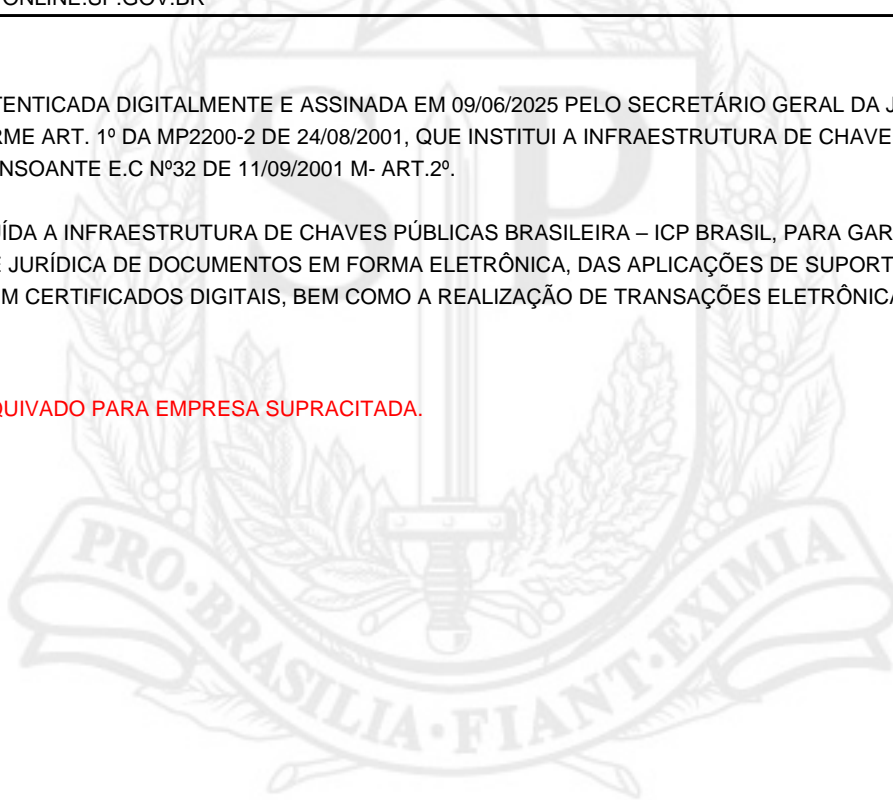 ONLINE.SP.GOV.BR
TENTICADA DIGITALMENTE E ASSINADA EM 09/06/2025 PELO SECRETÁRIO GERAL DA J
RME ART. 1º DA MP2200-2 DE 24/08/2001, QUE INSTITUI A INFRAESTRUTURA DE CHAVE
NSOANTE E.C Nº32 DE 11/09/2001 M- ART.2º.
ÍDA A INFRAESTRUTURA DE CHAVES PÚBLICAS BRASILEIRA – ICP BRASIL, PARA GAR
E JURÍDICA DE DOCUMENTOS EM FORMA ELETRÔNICA, DAS APLICAÇÕES DE SUPORT
M CERTIFICADOS DIGITAIS, BEM COMO A REALIZAÇÃO DE TRANSAÇÕES ELETRÔNICA
QUIVADO PARA EMPRESA SUPRACITADA.
SP
PRO·BRASILIA·FIANT·EXIMIA